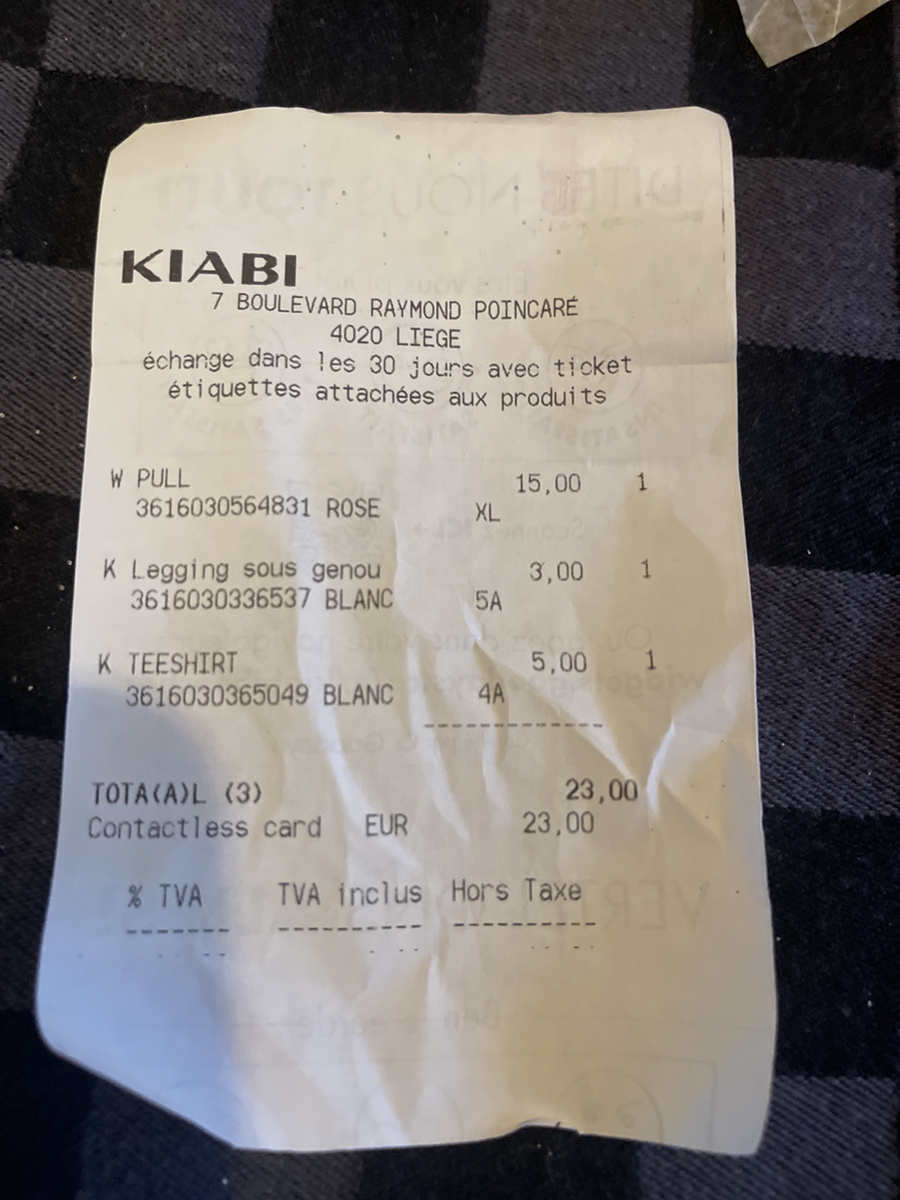 KIABI
7 BOULEVARD RAYMOND POINCARÉ
4020 LIEGE
échange dans les 30 jours avec ticket
étiquettes attachées aux produits
W PULL 15,00 1
3616030564831 ROSE XL
K Legging sous genou 3,00 1
3616030336537 BLANC 5A
K TEESHIRT 5,00 1
3616030365049 BLANC 4A
TOTA(A)L (3) 23,00
Contactless card EUR 23,00
% TVA TVA inclus Hors Taxe